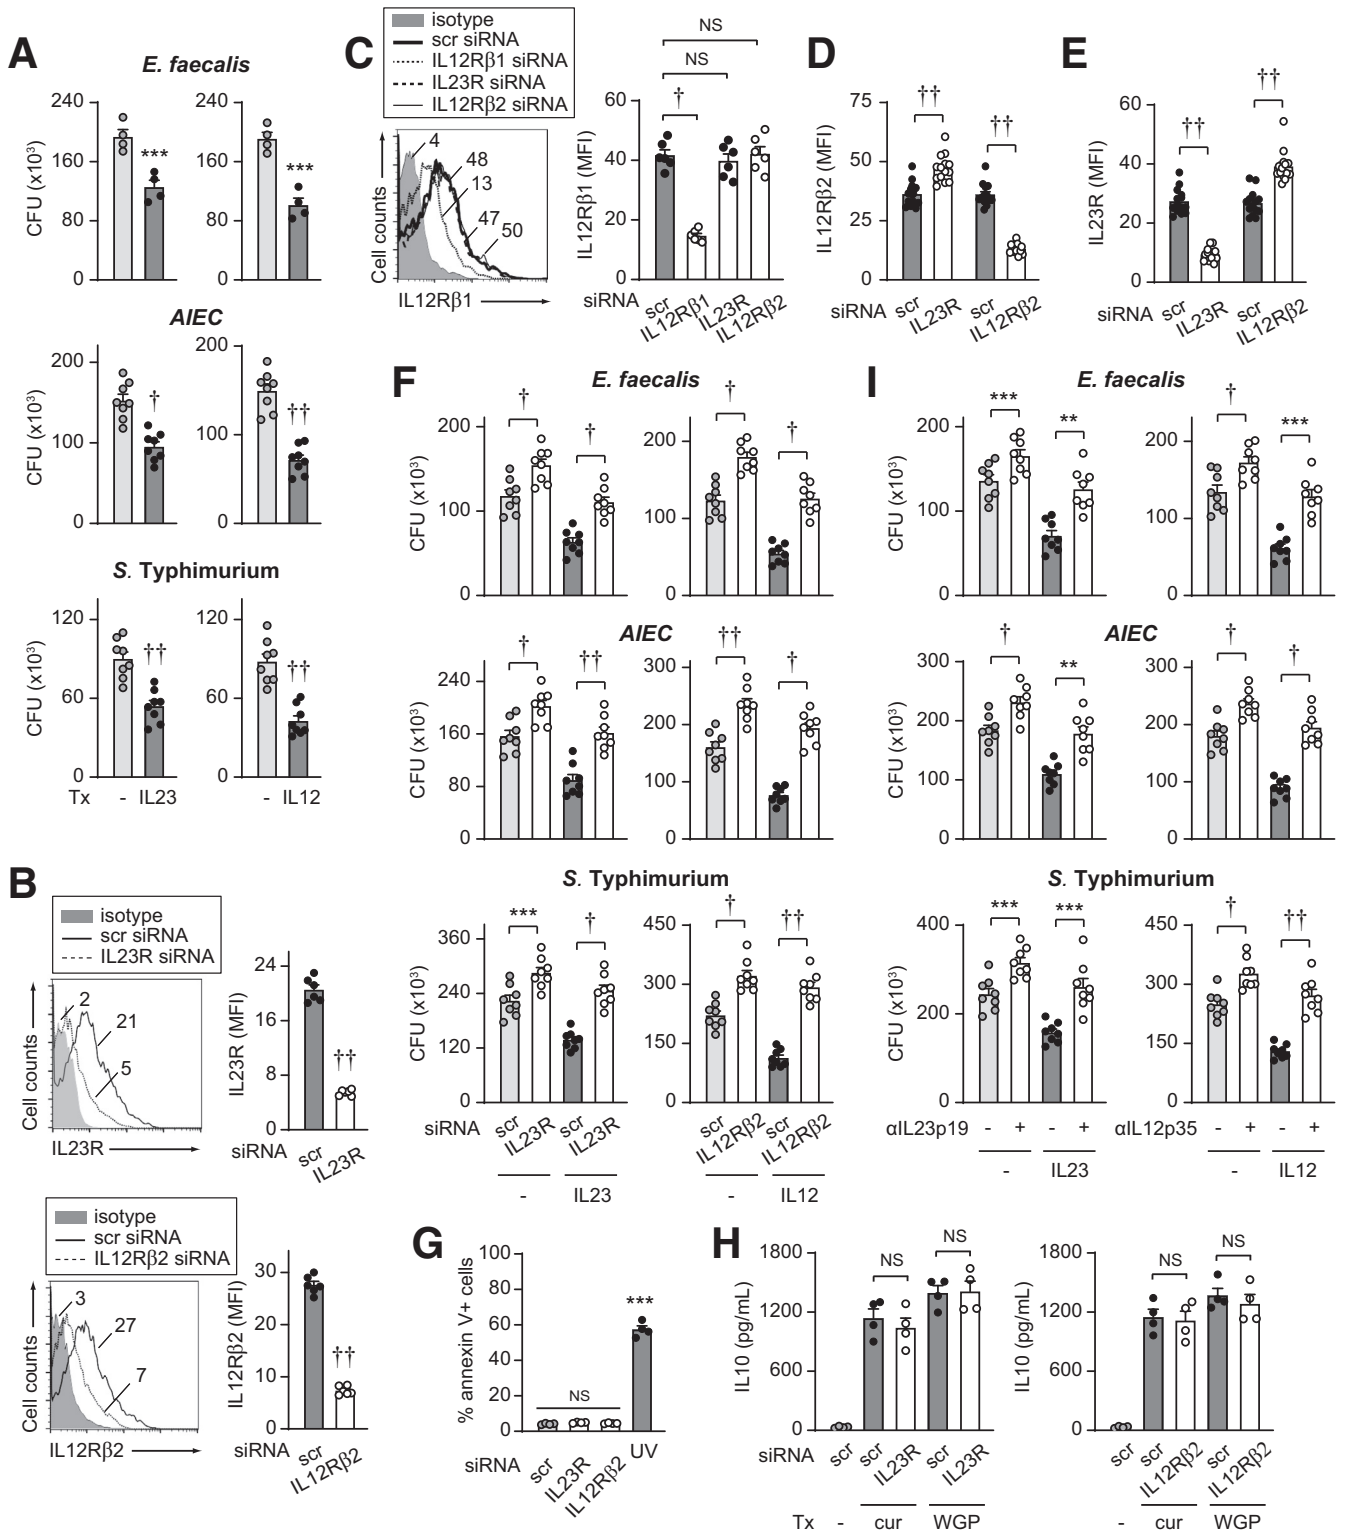 A
E. faecalis
CFU (x10³)
240
160
80
0
***
240
160
80
0
***
AIEC
CFU (x10³)
200
100
0
†
200
100
0
††
S. Typhimurium
CFU (x10³)
120
60
0
††
120
60
0
††
Tx - IL23 - IL12
B
isotype
scr siRNA
IL23R siRNA
Cell counts
2
21
5
IL23R
IL23R (MFI)
24
16
8
0
††
siRNA scr IL23R
isotype
scr siRNA
IL12Rβ2 siRNA
Cell counts
3
27
7
IL12Rβ2
IL12Rβ2 (MFI)
30
20
10
0
††
siRNA scr IL12Rβ2
C
isotype
scr siRNA
IL12Rβ1 siRNA
IL23R siRNA
IL12Rβ2 siRNA
Cell counts
4
48
13
47
50
IL12Rβ1
IL12Rβ1 (MFI)
60
40
20
0
NS
NS
†
siRNA scr IL12Rβ1 IL23R IL12Rβ2
D
IL12Rβ2 (MFI)
75
50
25
0
††
††
siRNA scr IL23R scr IL12Rβ2
E
IL23R (MFI)
60
40
20
0
††
††
siRNA scr IL23R scr IL12Rβ2
F
E. faecalis
CFU (x10³)
200
100
0
†
†
200
100
0
†
†
AIEC
CFU (x10³)
240
160
80
0
†
††
300
200
100
0
††
†
S. Typhimurium
CFU (x10³)
360
240
120
0
***
†
450
300
150
0
†
††
siRNA scr IL23R scr IL23R scr IL12Rβ2 scr IL12Rβ2
- IL23 - IL12
G
% annexin V+ cells
100
80
60
40
20
0
NS
***
siRNA scr IL23R IL12Rβ2 UV
H
IL10 (pg/mL)
1800
1200
600
0
NS
NS
siRNA scr scr IL23R scr IL23R
Tx - cur WGP
IL10 (pg/mL)
1800
1200
600
0
NS
NS
scr scr IL12Rβ2 scr IL12Rβ2
- cur WGP
I
E. faecalis
CFU (x10³)
200
100
0
***
**
200
100
0
†
***
AIEC
CFU (x10³)
300
200
100
0
†
**
300
200
100
0
†
†
S. Typhimurium
CFU (x10³)
400
200
0
***
***
450
300
150
0
†
††
αIL23p19 - + - + αIL12p35 - + - +
- IL23 - IL12